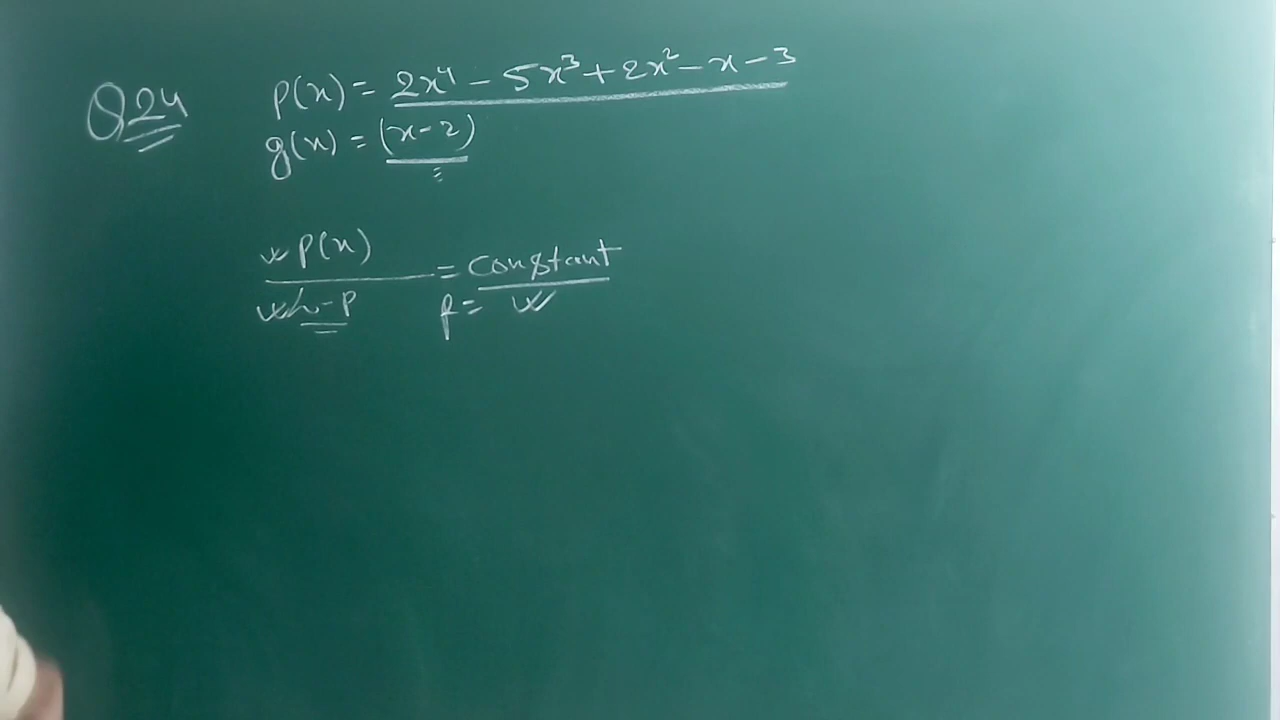 Q24
p(x) = 2x⁴ - 5x³ + 2x² - x - 3
g(x) = (x-2)
p(x) = constant
- P